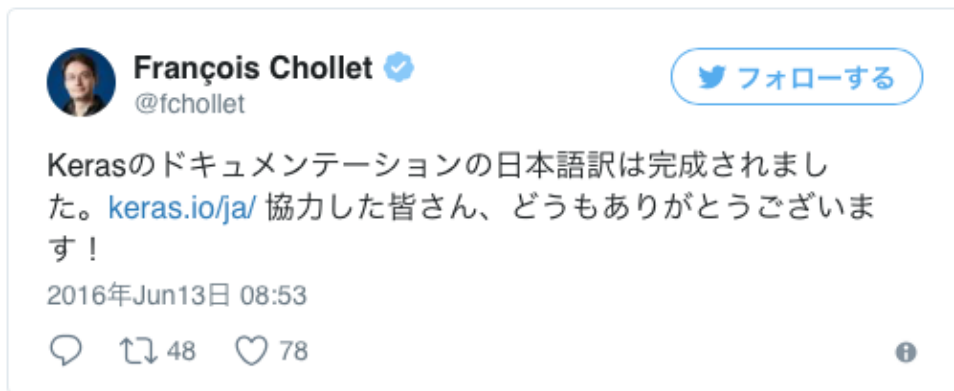 François Chollet
@fchollet
フォローする
Kerasのドキュメンテーションの日本語訳は完成されまし
た。keras.io/ja/ 協力した皆さん、どうもありがとうございま
す！
2016年Jun13日 08:53
48 78